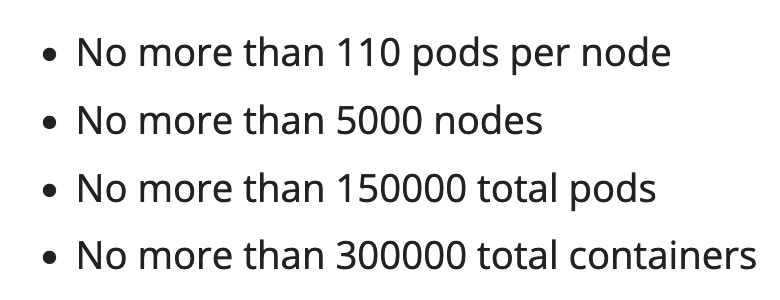 • No more than 110 pods per node
• No more than 5000 nodes
• No more than 150000 total pods
• No more than 300000 total containers